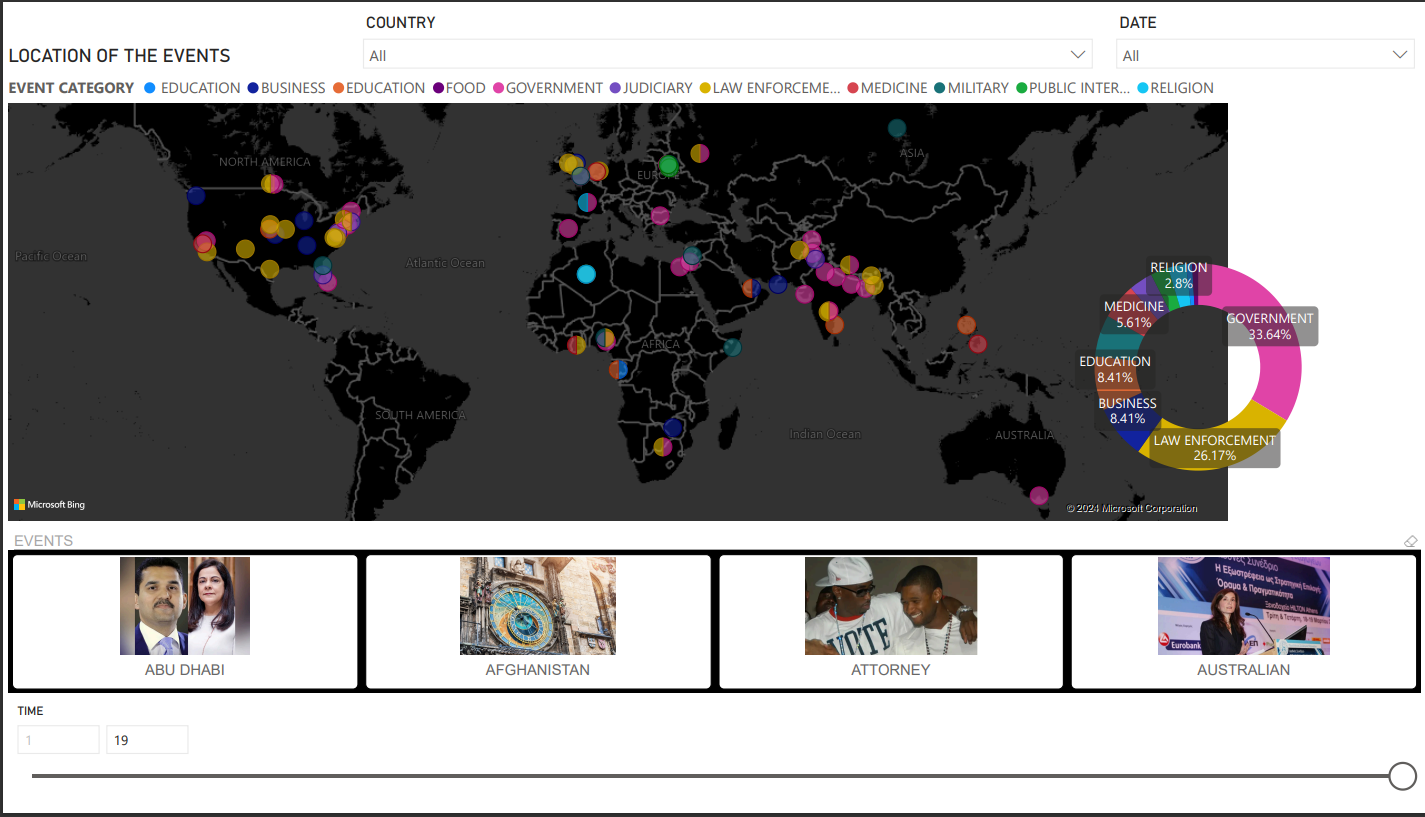 COUNTRY
DATE
LOCATION OF THE EVENTS
All
All
EVENT CATEGORY EDUCATION BUSINESS EDUCATION FOOD GOVERNMENT JUDICIARY LAW ENFORCEME... MEDICINE MILITARY PUBLIC INTER... RELIGION
NORTH AMERICA
ASIA
EUROPE
Pacific Ocean
Atlantic Ocean
AFRICA
SOUTH AMERICA
Indian Ocean
AUSTRALIA
RELIGION
2.8%
MEDICINE
5.61%
GOVERNMENT
33.64%
EDUCATION
8.41%
BUSINESS
8.41%
LAW ENFORCEMENT
26.17%
Microsoft Bing
© 2024 Microsoft Corporation
EVENTS
VOTE
Συνέδριο
Η Εξωστρέφεια ως Στρατηγική Επιλογή
Όραμα & Πραγματικότητα
Ξενοδοχείο HILTON Athens
Eurobank
ABU DHABI
AFGHANISTAN
ATTORNEY
AUSTRALIAN
TIME
1
19